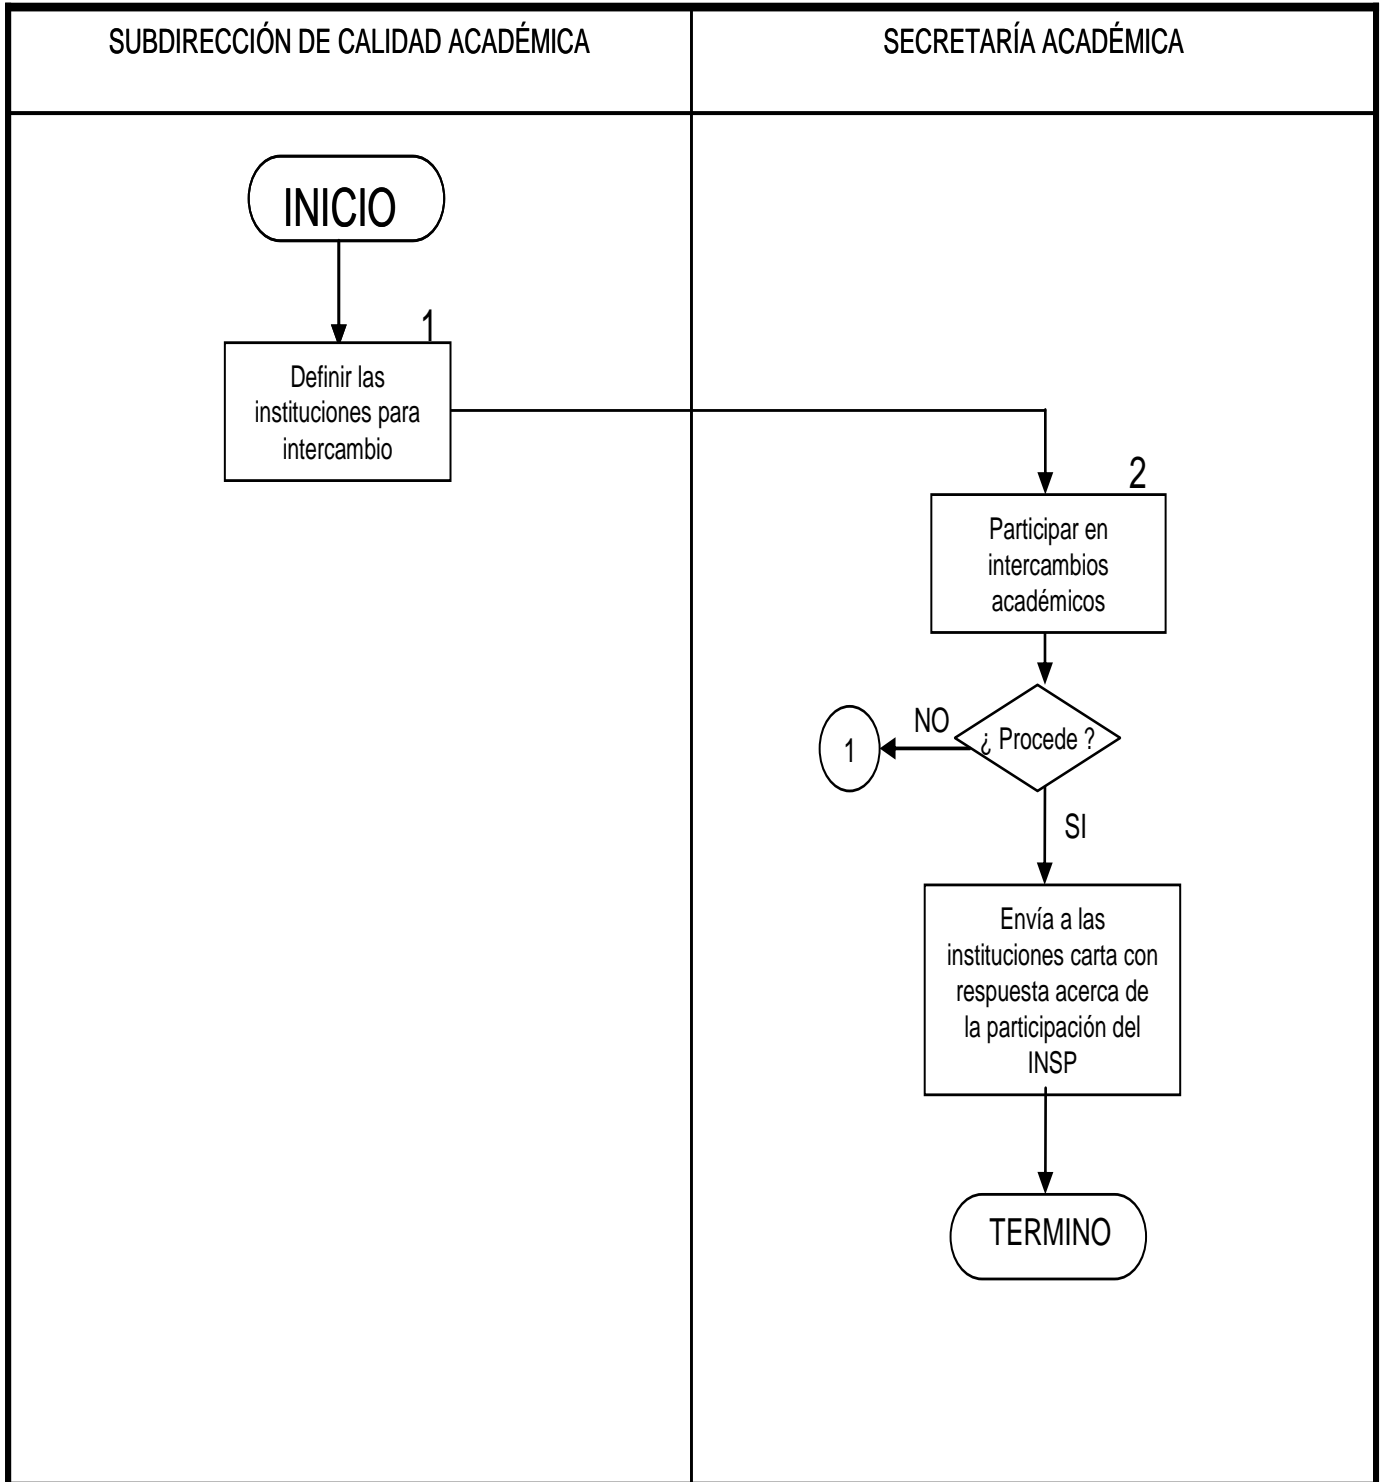 SUBDIRECCIÓN DE CALIDAD ACADÉMICA
SECRETARÍA ACADÉMICA
INICIO
1
Definir las
instituciones para
intercambio
2
Participar en
intercambios
académicos
¿ Procede ?
NO
1
SI
Envía a las
instituciones carta con
respuesta acerca de
la participación del
INSP
TERMINO